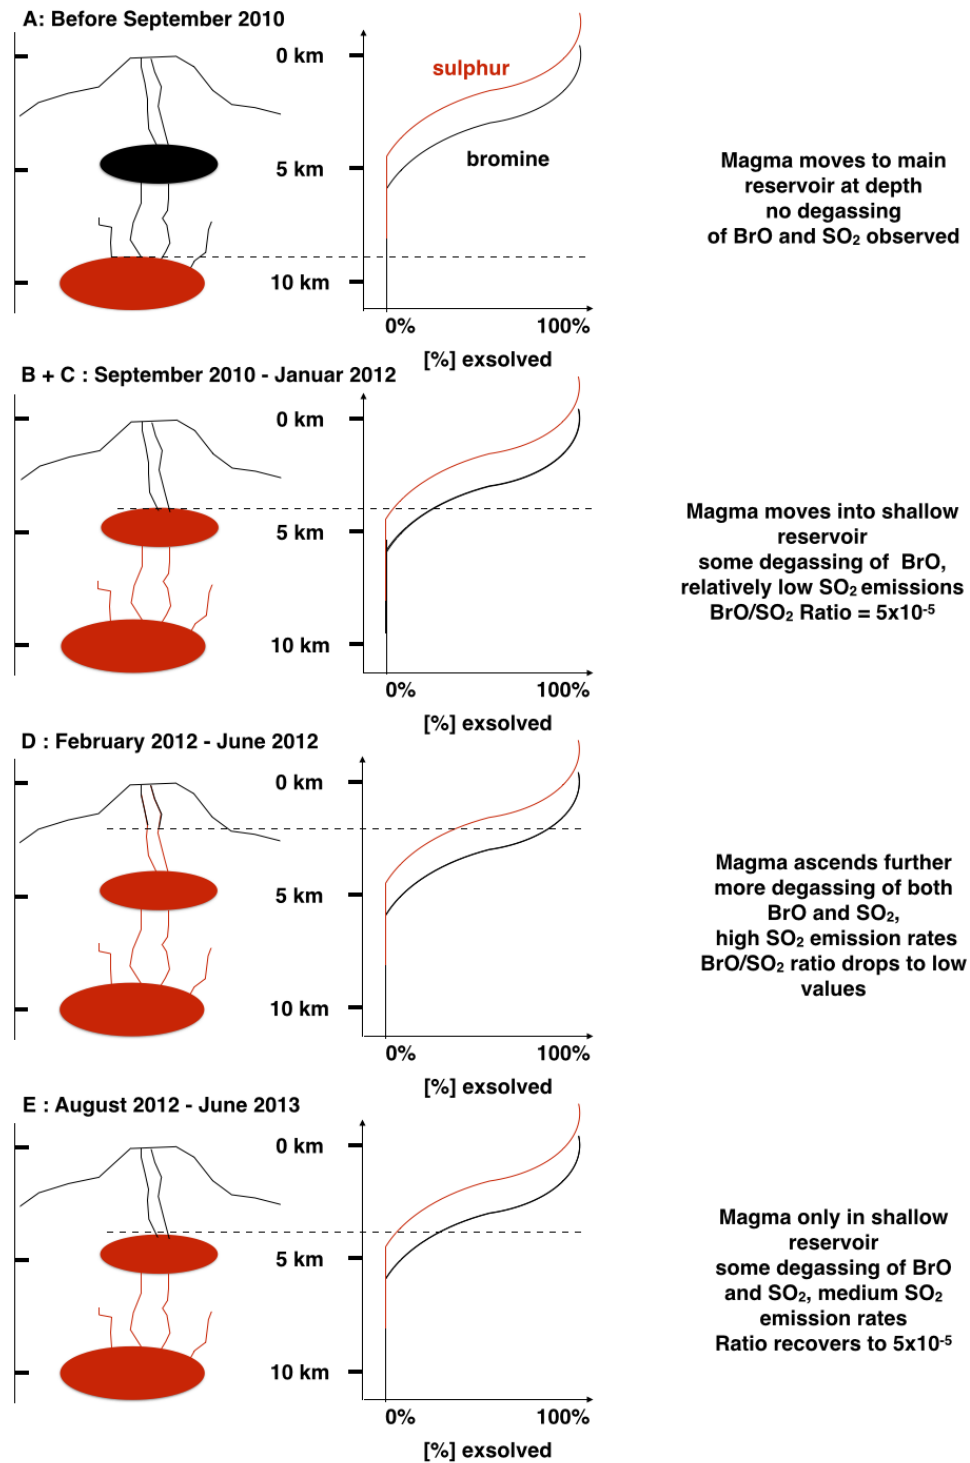 A: Before September 2010
0 km
sulphur
bromine
5 km
10 km
0%
100%
[%] exsolved
Magma moves to main
reservoir at depth
no degassing
of BrO and SO₂ observed
B + C : September 2010 - Januar 2012
0 km
5 km
10 km
0%
100%
[%] exsolved
Magma moves into shallow
reservoir
some degassing of BrO,
relatively low SO₂ emissions
BrO/SO₂ Ratio = 5x10⁻⁵
D : February 2012 - June 2012
0 km
5 km
10 km
0%
100%
[%] exsolved
Magma ascends further
more degassing of both
BrO and SO₂,
high SO₂ emission rates
BrO/SO₂ ratio drops to low
values
E : August 2012 - June 2013
0 km
5 km
10 km
0%
100%
[%] exsolved
Magma only in shallow
reservoir
some degassing of BrO
and SO₂, medium SO₂
emission rates
Ratio recovers to 5x10⁻⁵